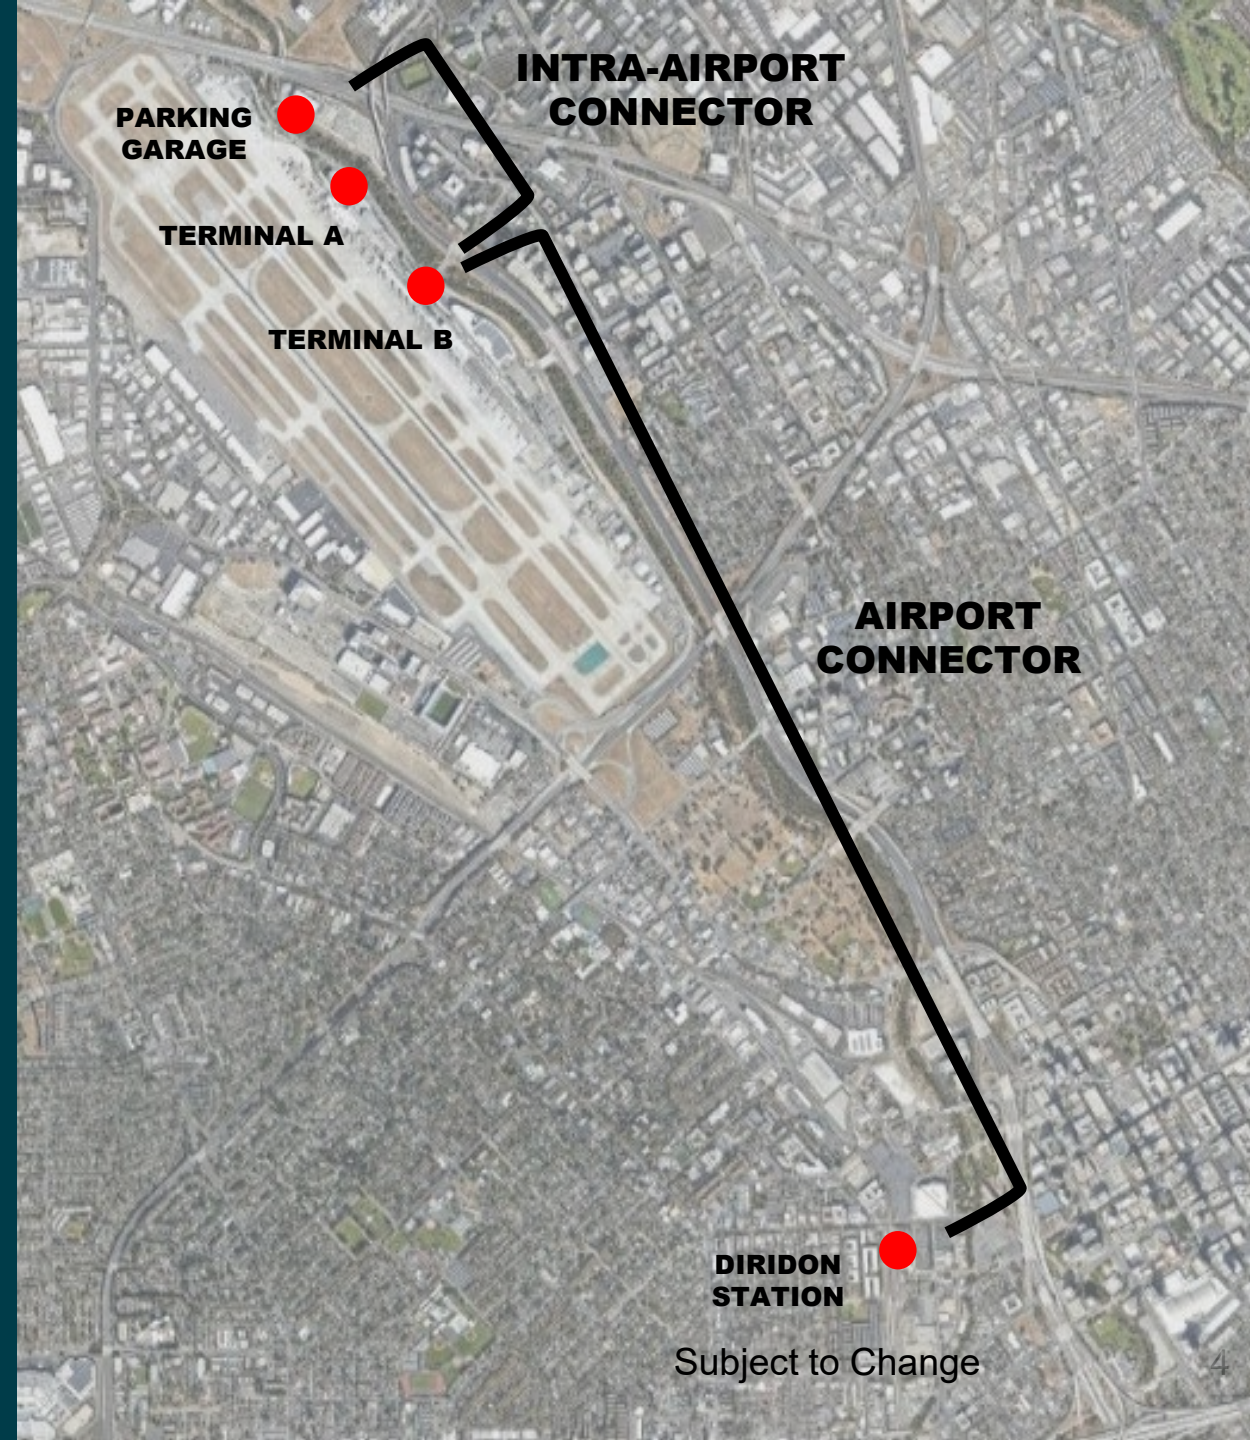 INTRA-AIRPORT
CONNECTOR
PARKING
GARAGE
TERMINAL A
TERMINAL B
AIRPORT
CONNECTOR
DIRIDON
STATION
Subject to Change
4